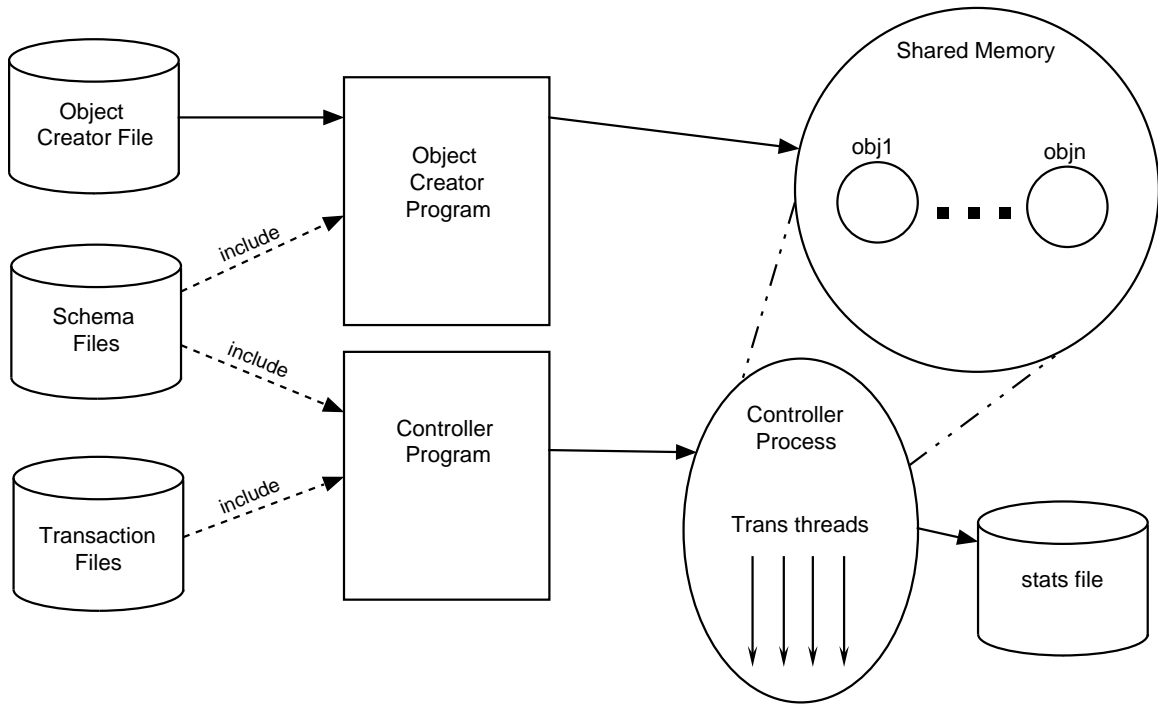 Shared Memory
Object
Creator File
Object
Creator
Program
obj1
objn
include
Schema
Files
include
Controller
Program
Controller
Process
include
Transaction
Files
Trans threads
stats file